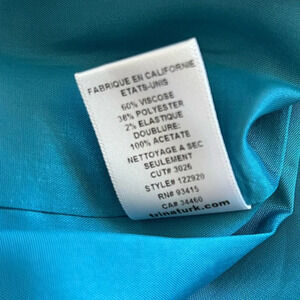 FABRIQUE EN CALIFORNIE
ETATS-UNIS
60% VISCOSE
38% POLYESTER
2% ELASTIQUE
DOUBLURE:
100% ACETATE
NETTOYAGE A SEC
SEULEMENT
CUT# 3026
STYLE# 122920
RN# 93415
CA# 34460
trinaturk.com